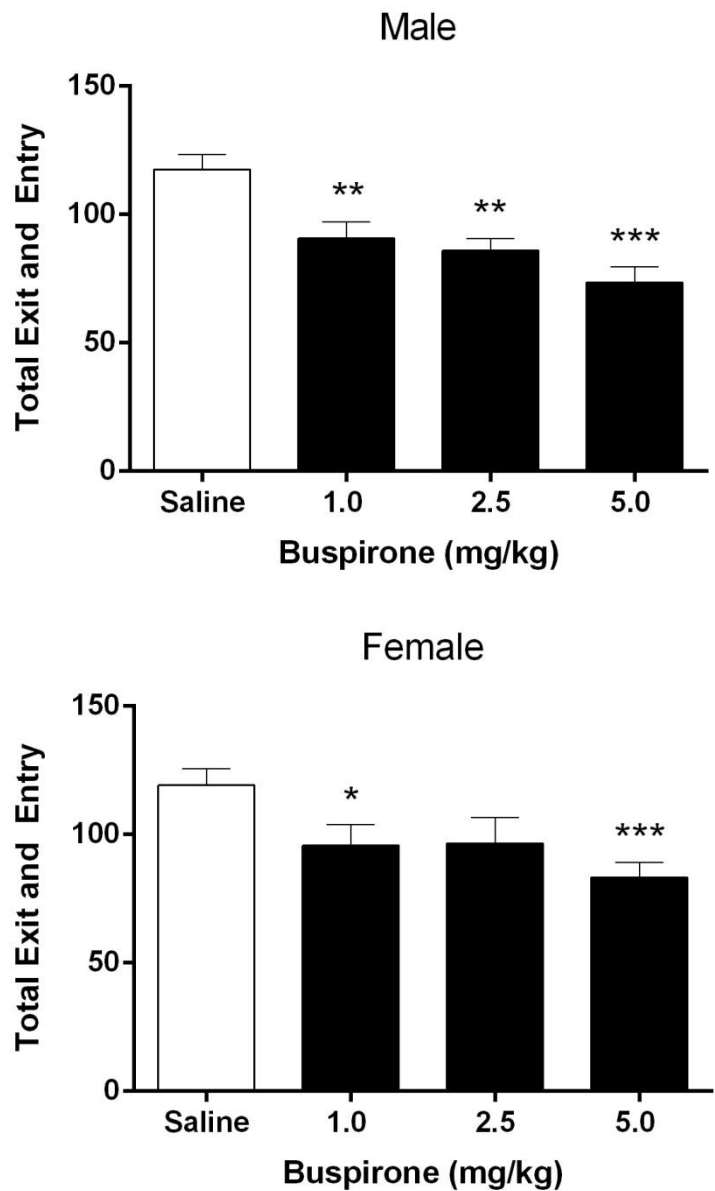 Male
Total Exit and Entry
150
100
50
0
**
**
***
Saline 1.0 2.5 5.0
Buspirone (mg/kg)
Female
Total Exit and Entry
150
100
50
0
*
***
Saline 1.0 2.5 5.0
Buspirone (mg/kg)